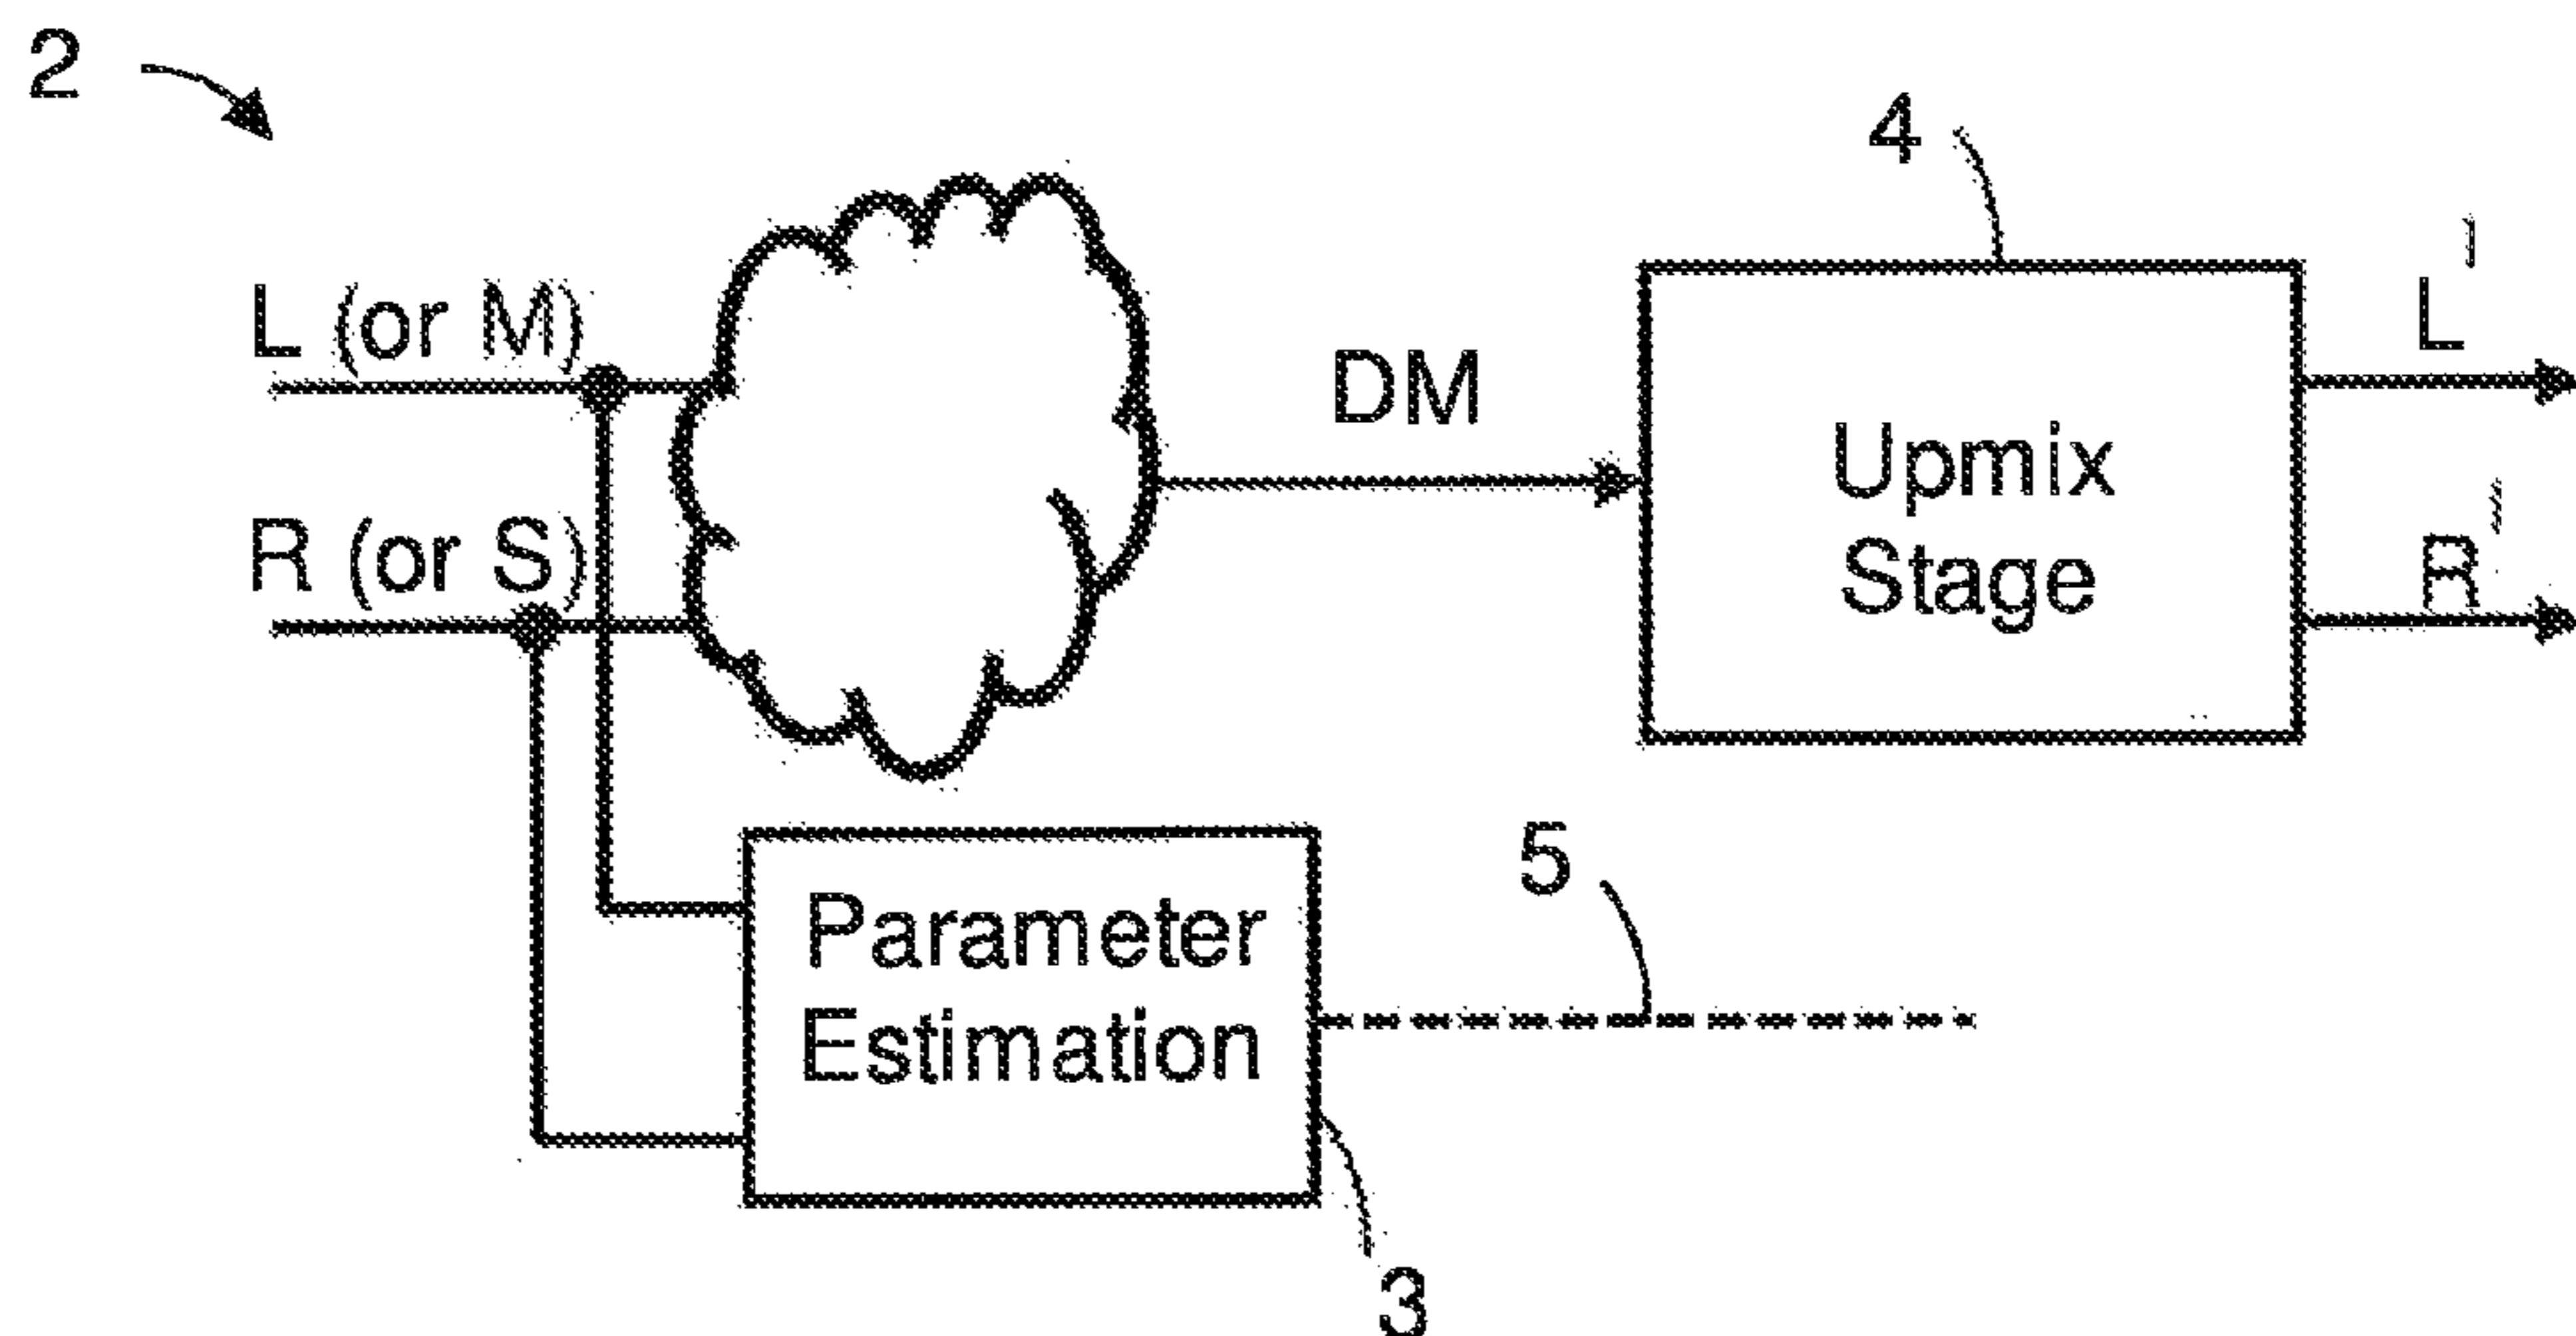 2
4
L (or M)
DM
L'
R (or S)
Upmix
Stage
R'
5
Parameter
Estimation
3